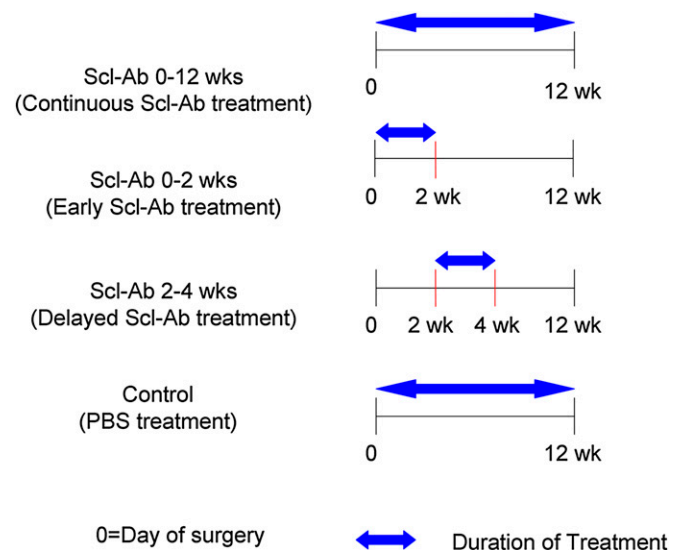 Scl-Ab 0-12 wks
(Continuous Scl-Ab treatment)
0 12 wk
Scl-Ab 0-2 wks
(Early Scl-Ab treatment)
0 2 wk 12 wk
Scl-Ab 2-4 wks
(Delayed Scl-Ab treatment)
0 2 wk 4 wk 12 wk
Control
(PBS treatment)
0 12 wk
0=Day of surgery Duration of Treatment